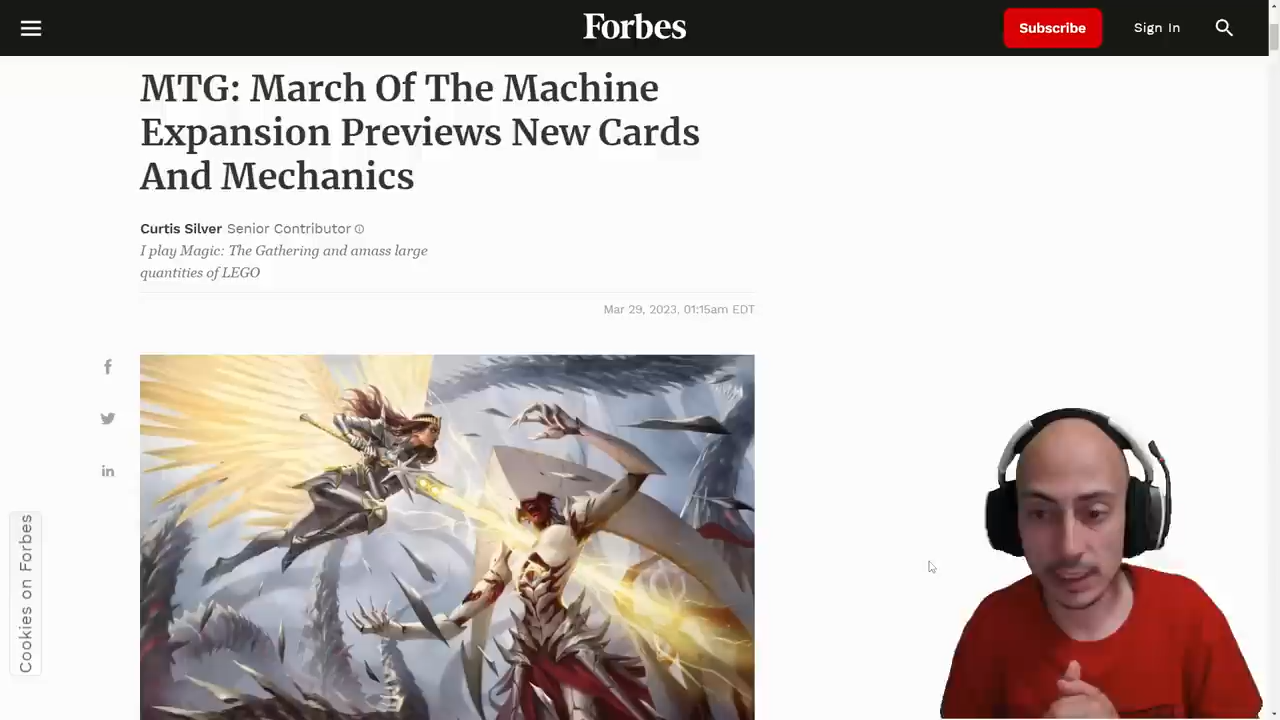 Forbes
Subscribe
Sign In
MTG: March Of The Machine
Expansion Previews New Cards
And Mechanics
Curtis Silver Senior Contributor
I play Magic: The Gathering and amass large
quantities of LEGO
Mar 29, 2023, 01:15am EDT
Cookies on Forbes